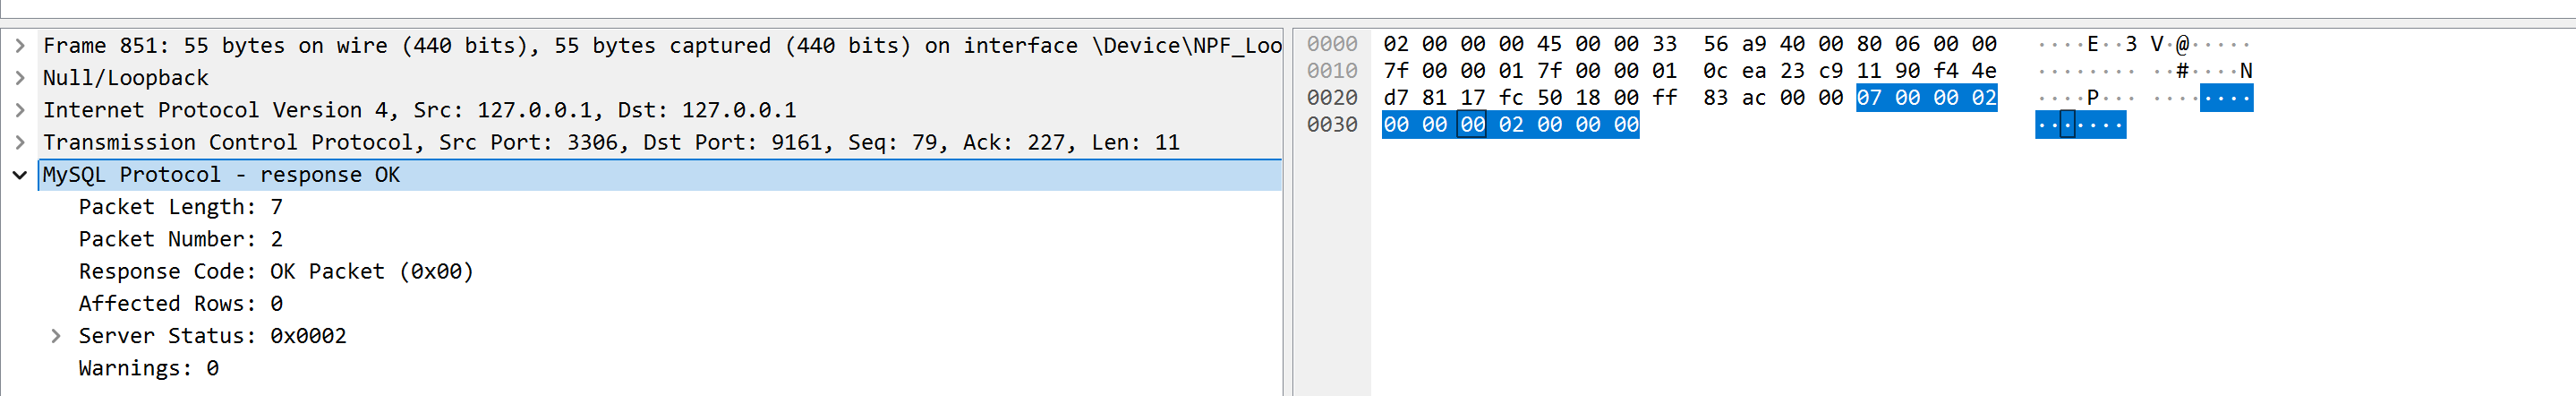 Frame 851: 55 bytes on wire (440 bits), 55 bytes captured (440 bits) on interface \Device\NPF_Loo
Null/Loopback
Internet Protocol Version 4, Src: 127.0.0.1, Dst: 127.0.0.1
Transmission Control Protocol, Src Port: 3306, Dst Port: 9161, Seq: 79, Ack: 227, Len: 11
MySQL Protocol - response OK
Packet Length: 7
Packet Number: 2
Response Code: OK Packet (0x00)
Affected Rows: 0
Server Status: 0x0002
Warnings: 0
0000 02 00 00 00 45 00 00 33 56 a9 40 00 80 06 00 00 ····E··3 V·@·····
0010 7f 00 00 01 7f 00 00 01 0c ea 23 c9 11 90 f4 4e ········ ··#····N
0020 d7 81 17 fc 50 18 00 ff 83 ac 00 00 07 00 00 02 ····P··· ········
0030 00 00 00 02 00 00 00 ·······